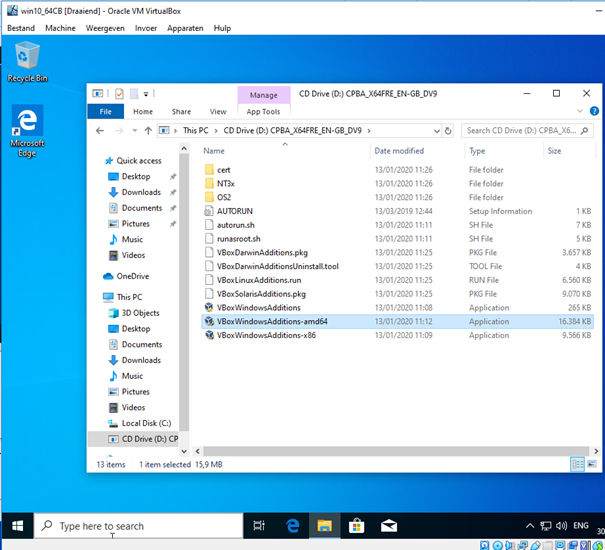 win10_64CB [Draaiend] - Oracle VM VirtualBox
Bestand Machine Weergeven Invoer Apparaten Hulp
Recycle Bin
Microsoft
Edge
Manage CD Drive (D:) CPBA_X64FRE_EN-GB_DV9
File Home Share View App Tools
This PC CD Drive (D:) CPBA_X64FRE_EN-GB_DV9
Search CD Drive (D:) CPBA_X6...
Name Date modified Type Size
Quick access
Desktop
Downloads
Documents
Pictures
Music
Videos
OneDrive
This PC
3D Objects
Desktop
Documents
Downloads
Music
Pictures
Videos
Local Disk (C:)
CD Drive (D:) CP
cert 13/01/2020 11:26 File folder
NT3x 13/01/2020 11:26 File folder
OS2 13/01/2020 11:26 File folder
AUTORUN 13/03/2019 12:44 Setup Information 1 KB
autorun.sh 13/01/2020 11:11 SH File 7 KB
runasroot.sh 13/01/2020 11:11 SH File 5 KB
VBoxDarwinAdditions.pkg 13/01/2020 11:25 PKG File 3.657 KB
VBoxDarwinAdditionsUninstall.tool 13/01/2020 11:25 TOOL File 4 KB
VBoxLinuxAdditions.run 13/01/2020 11:25 RUN File 6.560 KB
VBoxSolarisAdditions.pkg 13/01/2020 11:25 PKG File 9.070 KB
VBoxWindowsAdditions 13/01/2020 11:08 Application 265 KB
VBoxWindowsAdditions-amd64 13/01/2020 11:12 Application 16.384 KB
VBoxWindowsAdditions-x86 13/01/2020 11:09 Application 9.566 KB
13 items 1 item selected 15,9 MB
Type here to search
ENG
30